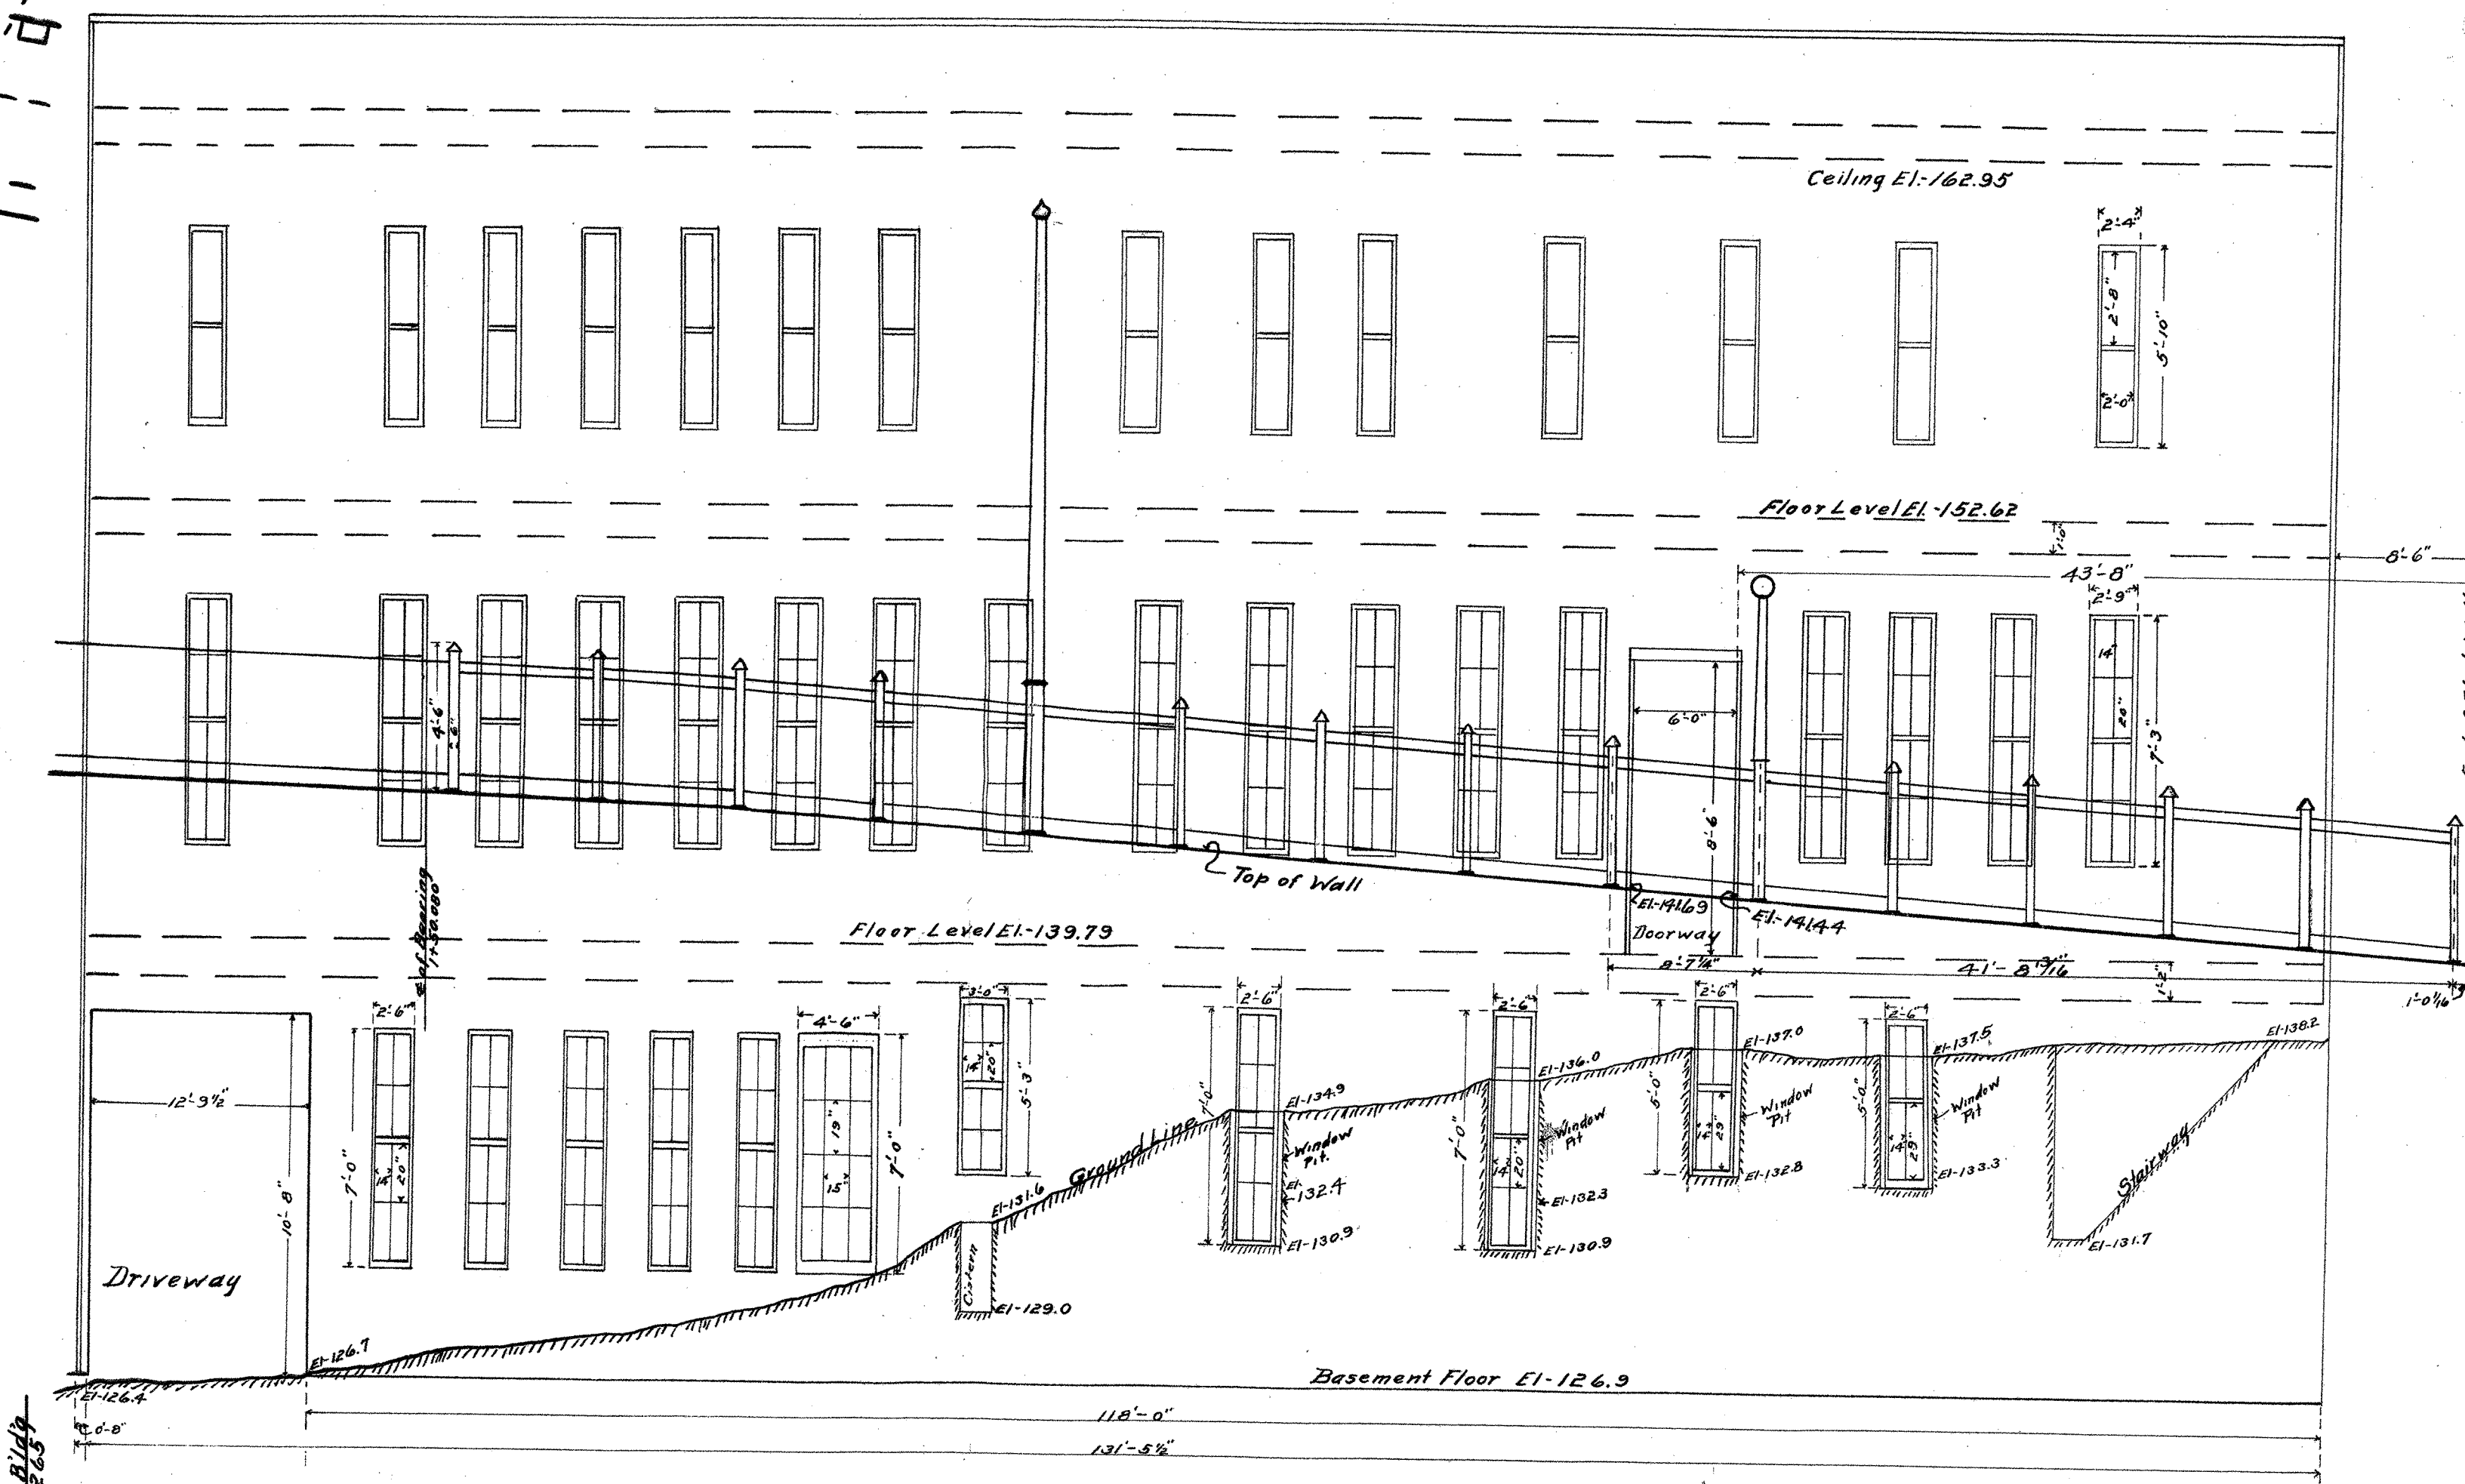 Ceiling El.-162.95
2'-4"
2'-8"
5'-10"
2'-0"
Floor Level El.-152.62
1'-0"
8'-6"
43'-8"
2'-9"
14"
20"
7'-3"
4'-6"
6'-0"
8'-6"
Top of Wall
El-141.69
El-141.44
Doorway
℄ of Bearing
1+50.080
Floor Level El.-139.79
8'-7¼"
41'-8 13/16"
1'-2"
1'-0 1/16"
2'-6"
4'-6"
3'-0"
2'-6"
2'-6"
2'-6"
2'-6"
12'-9½"
10'-8"
7'-0"
14"
20"
19"
15"
7'-0"
14"
20"
5'-3"
7'-0"
7'-0"
14"
20"
5'-0"
14"
29"
5'-0"
14"
29"
El-134.9
El-136.0
El-137.0
El-137.5
El-138.2
Window
Pit.
Window
Pit
Window
Pit
Window
Pit
Ground Line
El-131.6
El-132.4
El-130.9
El-132.3
El-130.9
El-132.8
El-133.3
Stairway
El-131.7
Driveway
Cistern
El-129.0
El-126.7
El-126.4
Basement Floor El-126.9
0'-8"
118'-0"
131'-5½"
B'ld'g
265